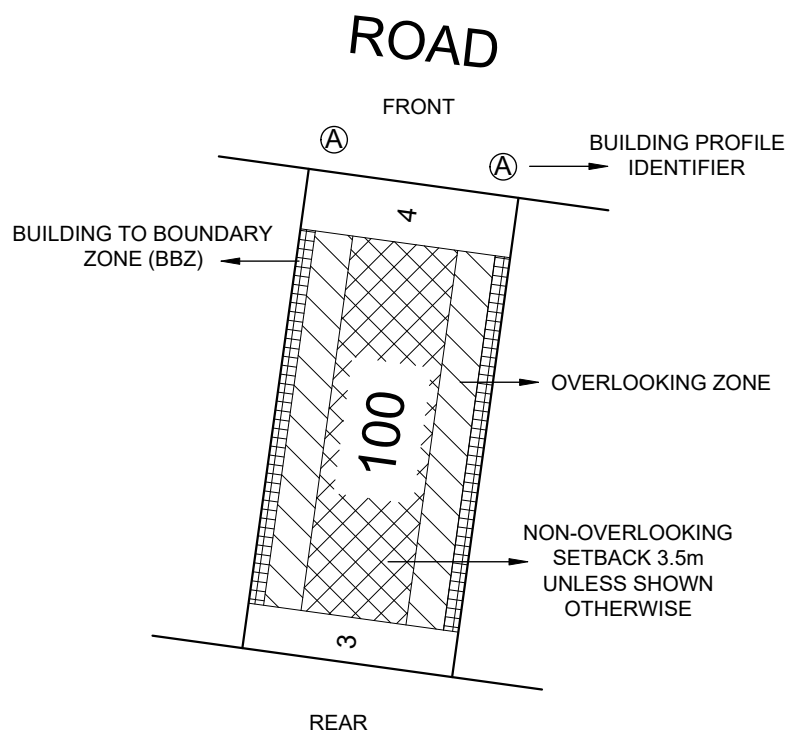 ROAD
FRONT
A
A
BUILDING PROFILE
IDENTIFIER
4
BUILDING TO BOUNDARY
ZONE (BBZ)
OVERLOOKING ZONE
100
NON-OVERLOOKING
SETBACK 3.5m
UNLESS SHOWN
OTHERWISE
3
REAR